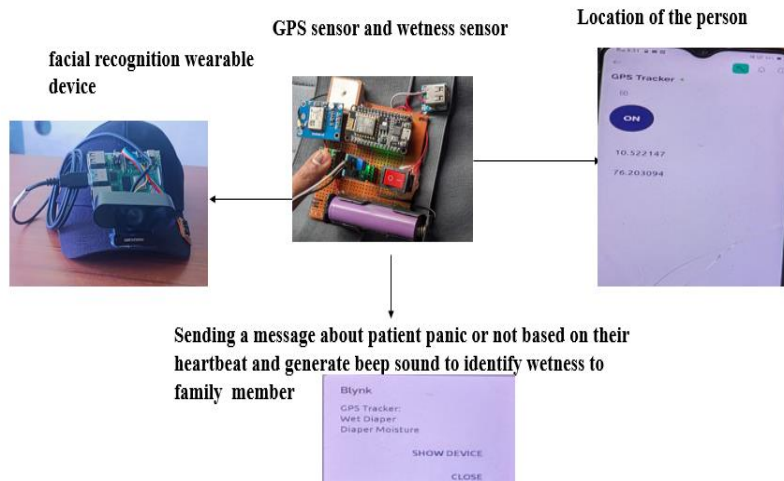 GPS sensor and wetness sensor
Location of the person
facial recognition wearable
device
GPS Tracker
ON
10.522147
76.203094
Sending a message about patient panic or not based on their
heartbeat and generate beep sound to identify wetness to
family member
Blynk
GPS Tracker:
Wet Diaper
Diaper Moisture
SHOW DEVICE
CLOSE